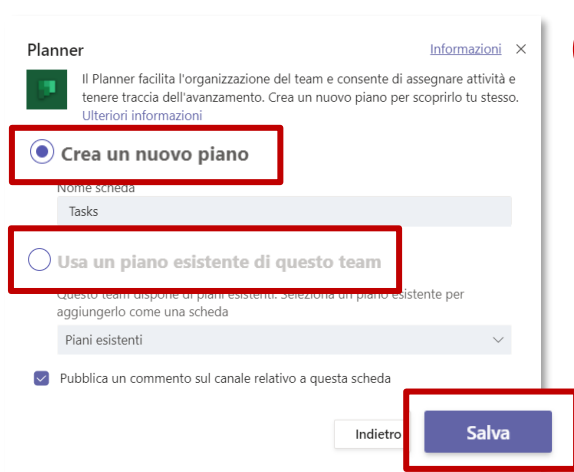 Planner
Informazioni
Il Planner facilita l'organizzazione del team e consente di assegnare attività e
tenere traccia dell'avanzamento. Crea un nuovo piano per scoprirlo tu stesso.
Ulteriori informazioni
Crea un nuovo piano
Nome scheda
Tasks
Usa un piano esistente di questo team
Questo team dispone di piani esistenti. Seleziona un piano esistente per
aggiungerlo come una scheda
Piani esistenti
Pubblica un commento sul canale relativo a questa scheda
Indietro
Salva